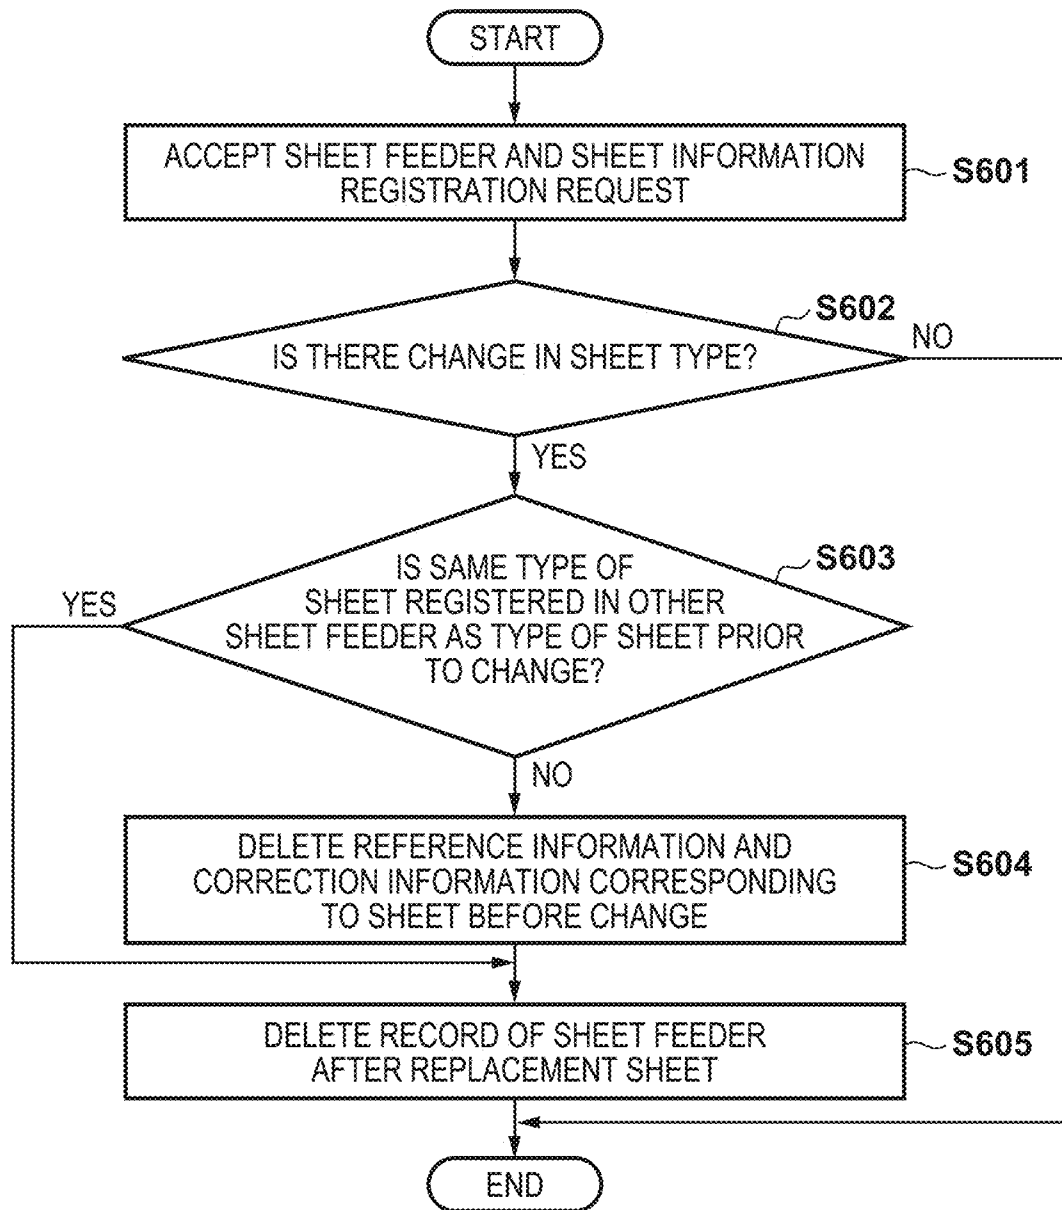 START
ACCEPT SHEET FEEDER AND SHEET INFORMATION
REGISTRATION REQUEST
S601
S602
IS THERE CHANGE IN SHEET TYPE?
NO
YES
S603
IS SAME TYPE OF
SHEET REGISTERED IN OTHER
SHEET FEEDER AS TYPE OF SHEET PRIOR
TO CHANGE?
YES
NO
DELETE REFERENCE INFORMATION AND
CORRECTION INFORMATION CORRESPONDING
TO SHEET BEFORE CHANGE
S604
DELETE RECORD OF SHEET FEEDER
AFTER REPLACEMENT SHEET
S605
END